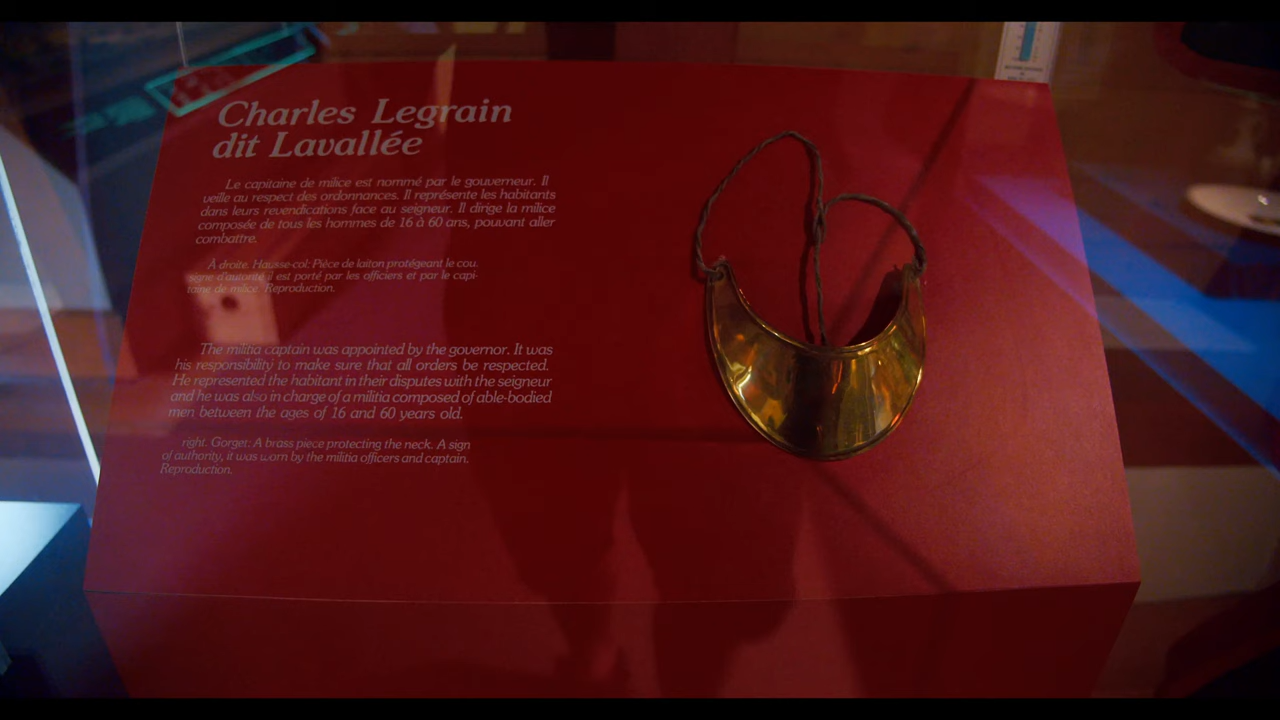 Charles Legrain
dit Lavallée
Le capitaine de milice est nommé par le gouverneur. Il
veille au respect des ordonnances. Il représente les habitants
dans leurs revendications face au seigneur. Il dirige la milice
composée de tous les hommes de 16 à 60 ans, pouvant aller
combattre.
À droite. Hausse-col: Pièce de laiton protégeant le cou.
signe d'autorité il est porté par les officiers et par le capi-
taine de milice. Reproduction.
The militia captain was appointed by the governor. It was
his responsibility to make sure that all orders be respected.
He represented the habitant in their disputes with the seigneur
and he was also in charge of a militia composed of able-bodied
men between the ages of 16 and 60 years old.
right. Gorget: A brass piece protecting the neck. A sign
of authority, it was worn by the militia officers and captain.
Reproduction.